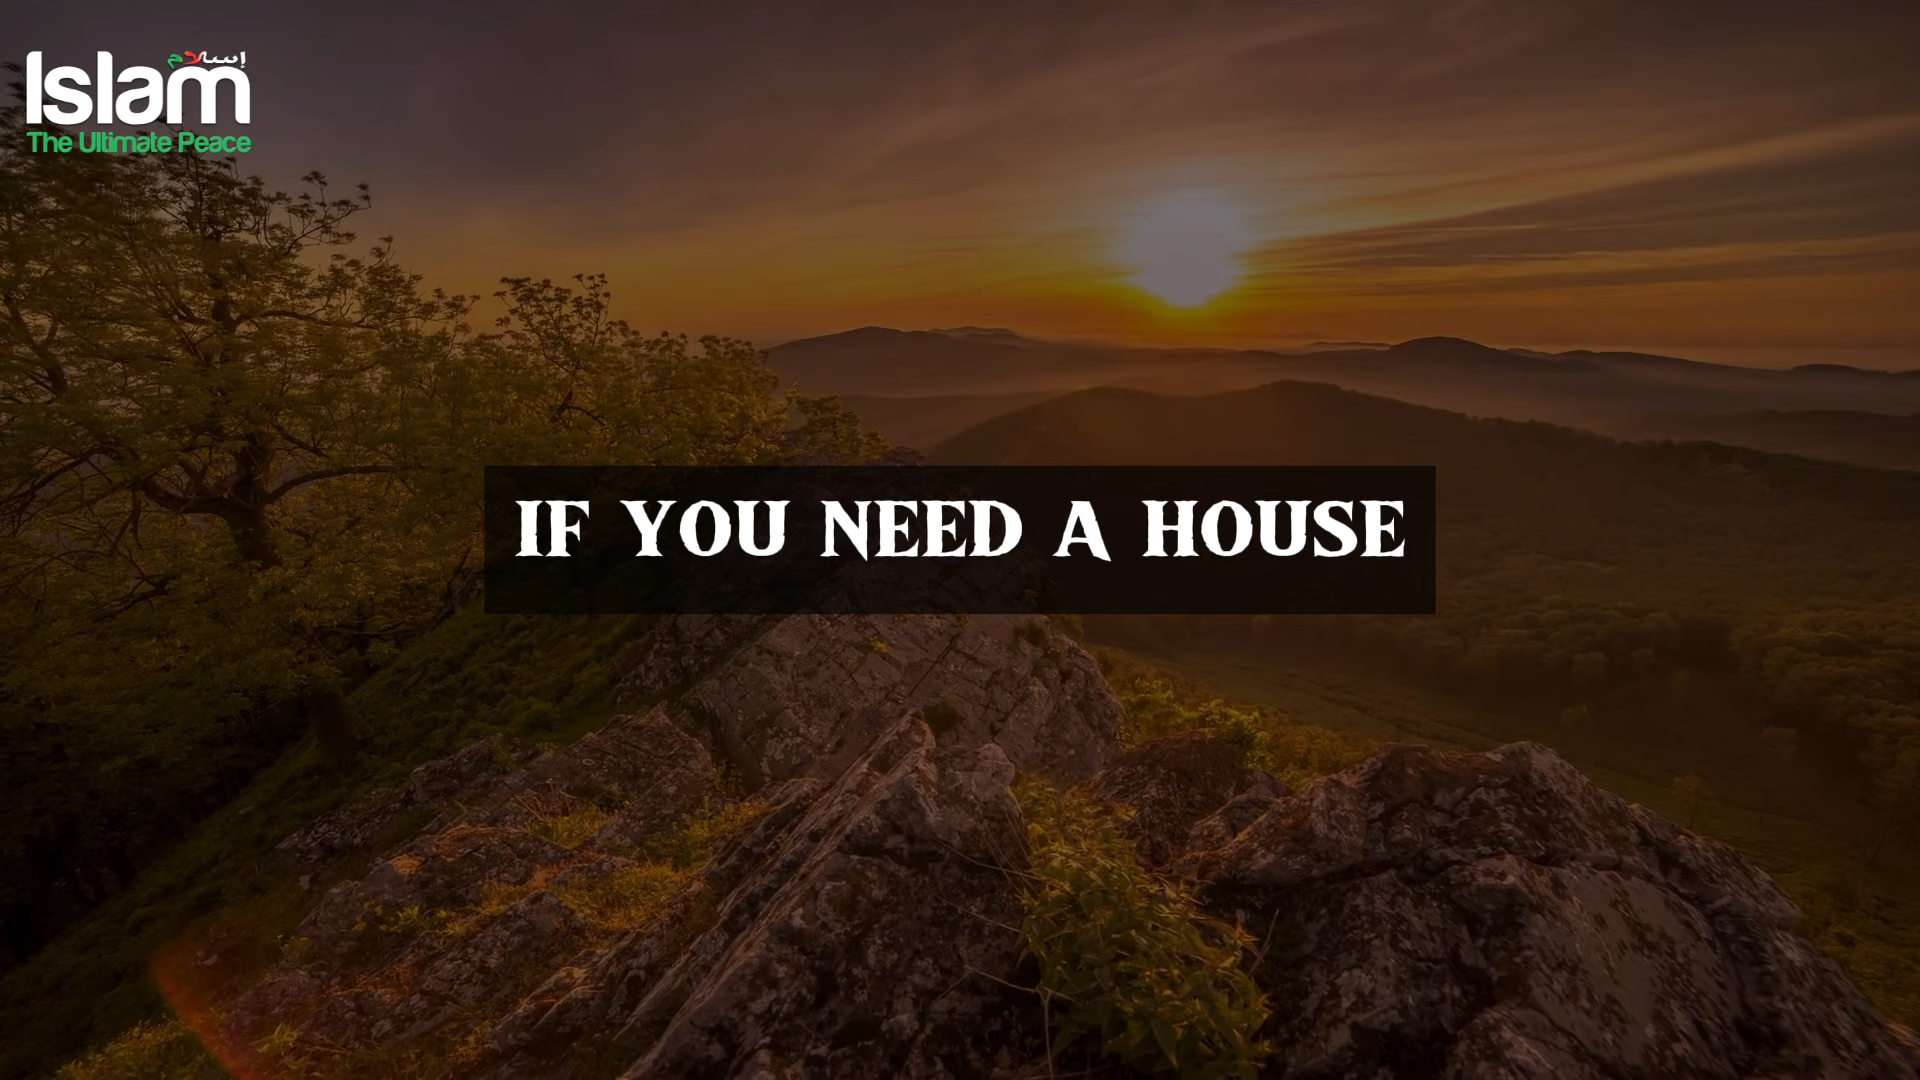 إسلام
Islam
The Ultimate Peace
IF YOU NEED A HOUSE